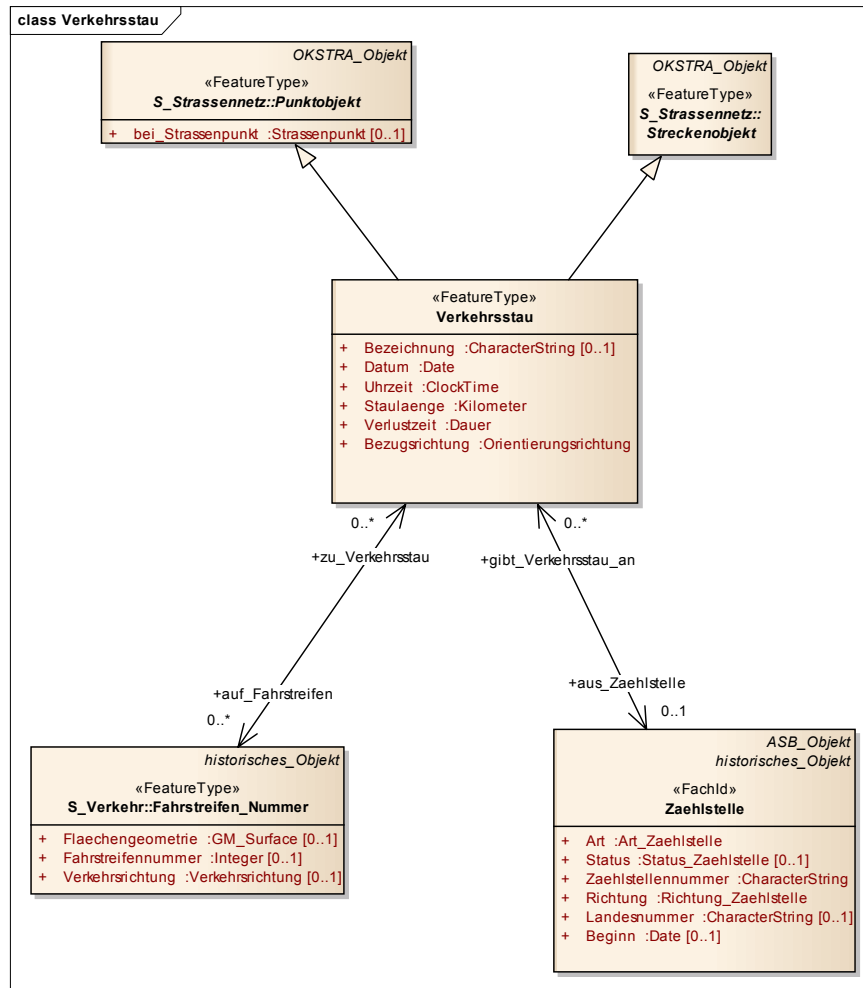 class Verkehrsstau
OKSTRA_Objekt
«FeatureType»
S_Strassennetz::Punktobjekt
+ bei_Strassenpunkt :Strassenpunkt [0..1]
OKSTRA_Objekt
«FeatureType»
S_Strassennetz::
Streckenobjekt
«FeatureType»
Verkehrsstau
+ Bezeichnung :CharacterString [0..1]
+ Datum :Date
+ Uhrzeit :ClockTime
+ Staulaenge :Kilometer
+ Verlustzeit :Dauer
+ Bezugsrichtung :Orientierungsrichtung
0..*
+zu_Verkehrsstau
0..*
+gibt_Verkehrsstau_an
+auf_Fahrstreifen
0..*
+aus_Zaehlstelle
0..1
historisches_Objekt
«FeatureType»
S_Verkehr::Fahrstreifen_Nummer
+ Flaechengeometrie :GM_Surface [0..1]
+ Fahrstreifennummer :Integer [0..1]
+ Verkehrsrichtung :Verkehrsrichtung [0..1]
ASB_Objekt
historisches_Objekt
«FachId»
Zaehlstelle
+ Art :Art_Zaehlstelle
+ Status :Status_Zaehlstelle [0..1]
+ Zaehlstellennummer :CharacterString
+ Richtung :Richtung_Zaehlstelle
+ Landesnummer :CharacterString [0..1]
+ Beginn :Date [0..1]